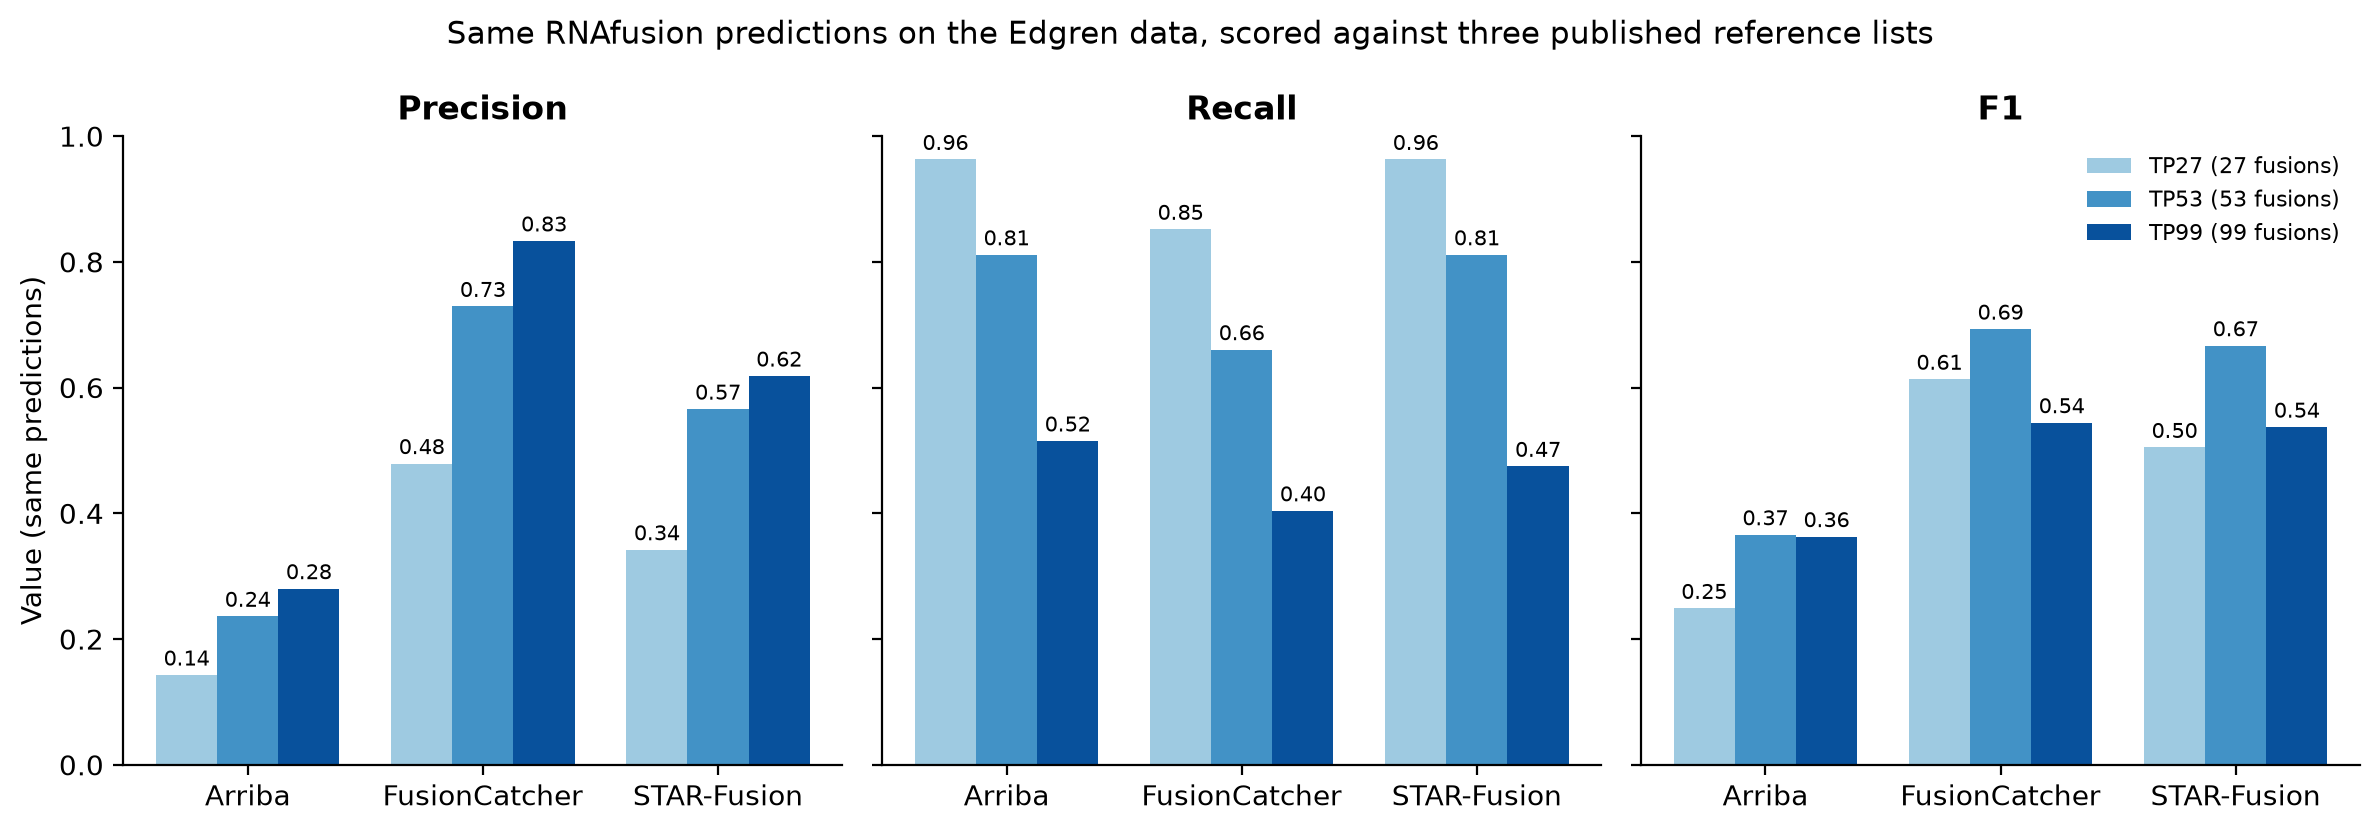 Same RNAfusion predictions on the Edgren data, scored against three published reference lists
Precision
Value (same predictions)
1.0
0.8
0.6
0.4
0.2
0.0
0.14
0.24
0.28
0.48
0.73
0.83
0.34
0.57
0.62
Arriba
FusionCatcher
STAR-Fusion
Recall
0.96
0.81
0.52
0.85
0.66
0.40
0.96
0.81
0.47
Arriba
FusionCatcher
STAR-Fusion
F1
TP27 (27 fusions)
TP53 (53 fusions)
TP99 (99 fusions)
0.25
0.37
0.36
0.61
0.69
0.54
0.50
0.67
0.54
Arriba
FusionCatcher
STAR-Fusion